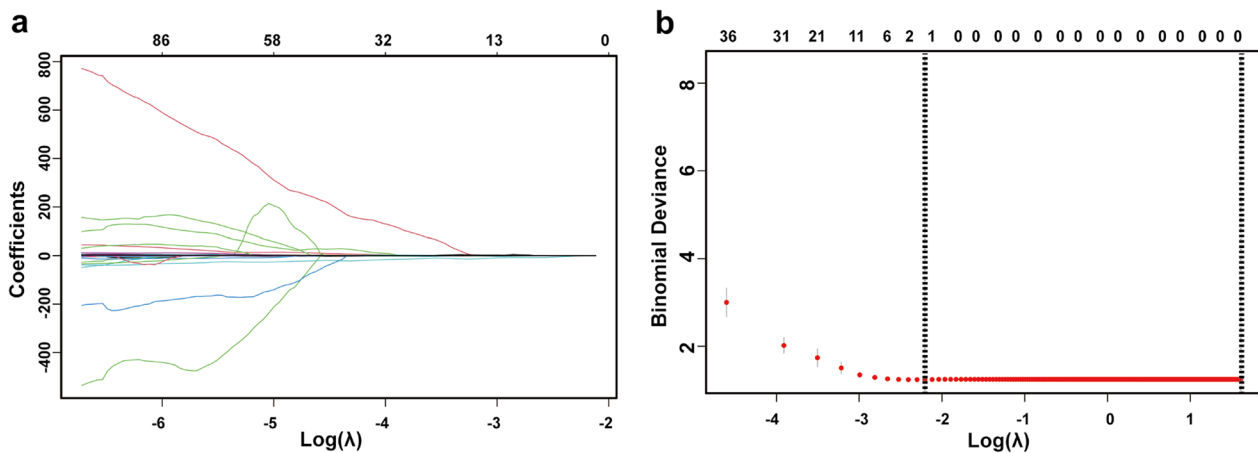 a
86 58 32 13 0
Coefficients
800
600
400
200
0
-200
-400
-6 -5 -4 -3 -2
Log(λ)
b
36 31 21 11 6 2 1 0 0 0 0 0 0 0 0 0 0 0 0 0 0
Binomial Deviance
8
6
4
2
-4 -3 -2 -1 0 1
Log(λ)